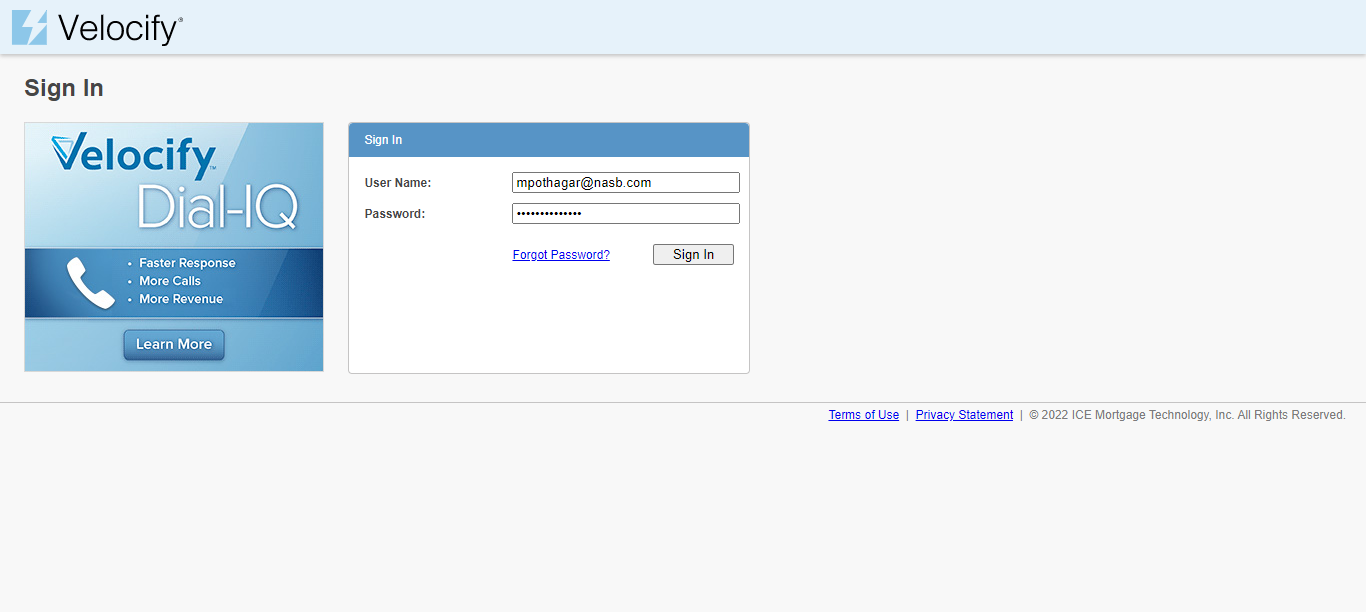 Velocify®
Sign In
Velocify™
Dial-IQ
• Faster Response
• More Calls
• More Revenue
Learn More
Sign In
User Name: mpothagar@nasb.com
Password: ••••••••••••••
Forgot Password? Sign In
Terms of Use | Privacy Statement | © 2022 ICE Mortgage Technology, Inc. All Rights Reserved.